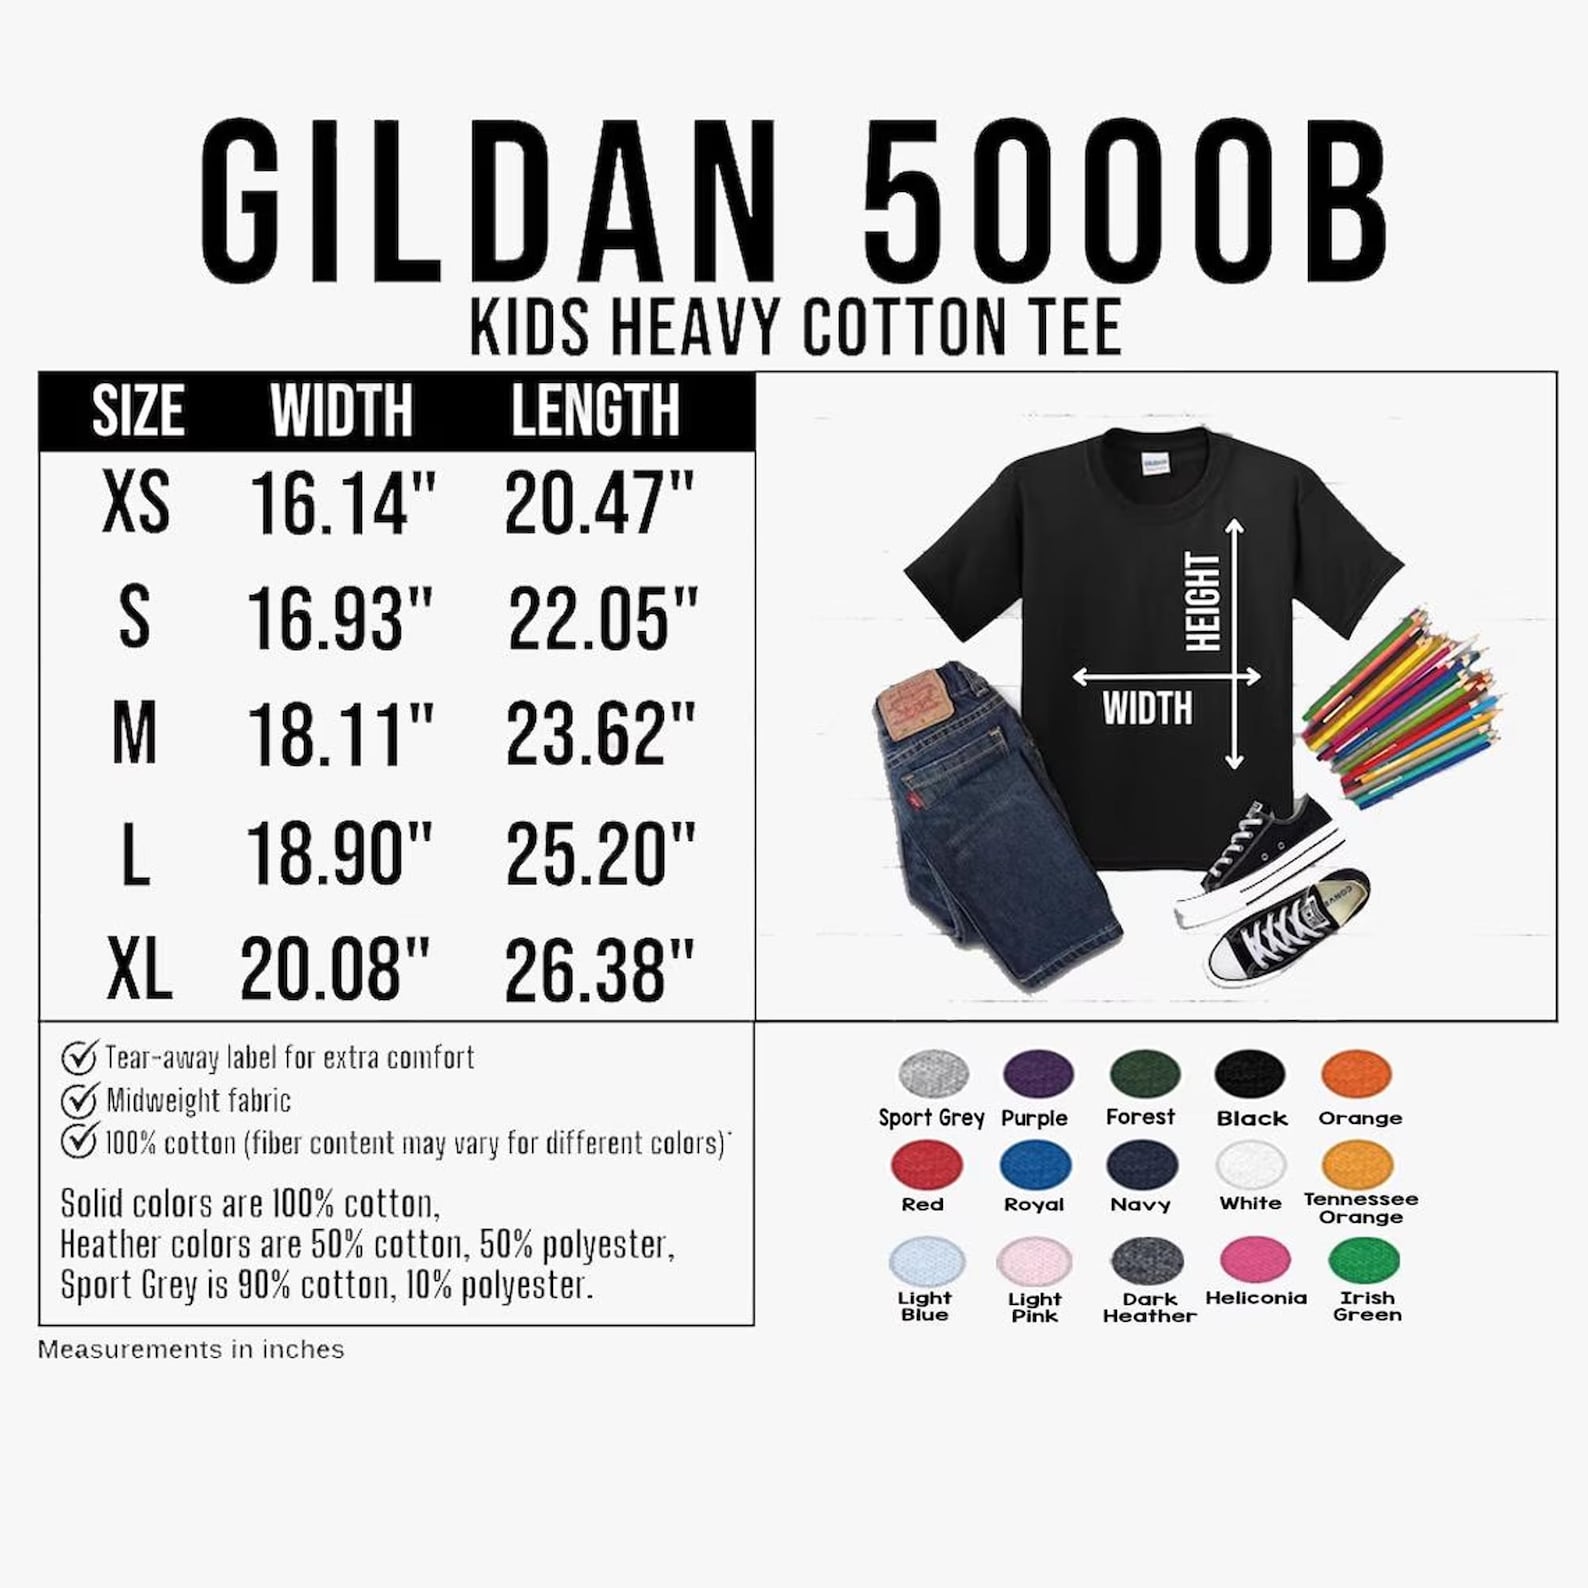 GILDAN 5000B
KIDS HEAVY COTTON TEE
SIZE WIDTH LENGTH
XS 16.14" 20.47"
S 16.93" 22.05"
M 18.11" 23.62"
L 18.90" 25.20"
XL 20.08" 26.38"
HEIGHT
WIDTH
Tear-away label for extra comfort
Midweight fabric
100% cotton (fiber content may vary for different colors)*
Solid colors are 100% cotton,
Heather colors are 50% cotton, 50% polyester,
Sport Grey is 90% cotton, 10% polyester.
Measurements in inches
Sport Grey Purple Forest Black Orange
Red Royal Navy White Tennessee
Orange
Light Light Dark Heliconia Irish
Blue Pink Heather Green